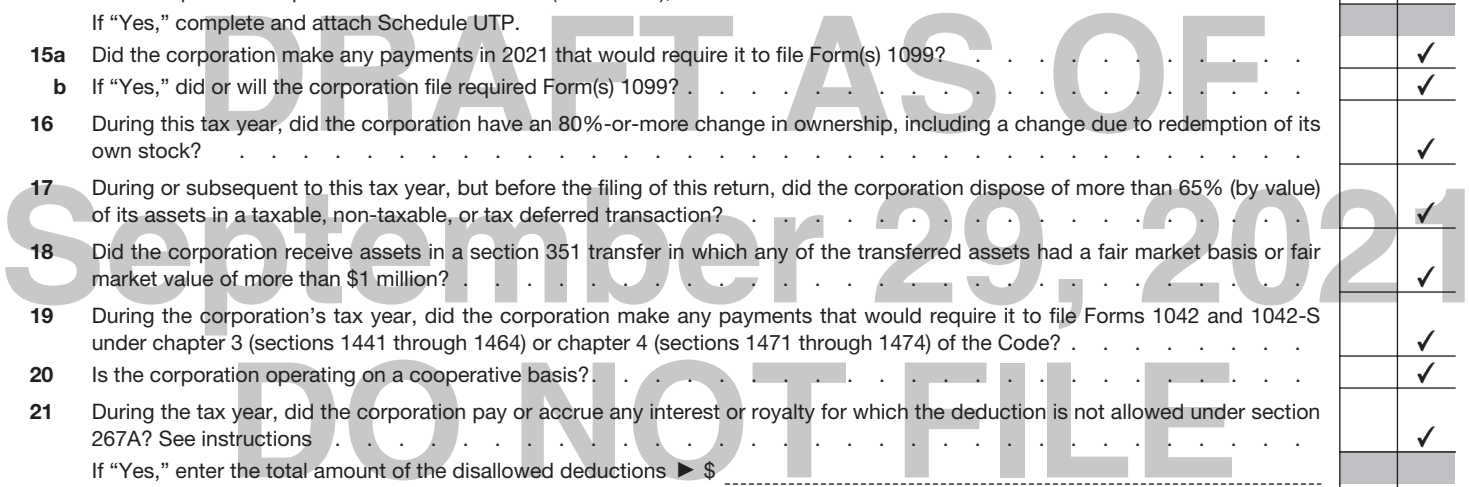 If “Yes,” complete and attach Schedule UTP.
15a Did the corporation make any payments in 2021 that would require it to file Form(s) 1099? . . . . . . . . . . . ✓
b If “Yes,” did or will the corporation file required Form(s) 1099? . . . . . . . . . . . . . . . . . . . . ✓
16 During this tax year, did the corporation have an 80%-or-more change in ownership, including a change due to redemption of its
own stock? . . . . . . . . . . . . . . . . . . . . . . . . . . . . . . . . . . ✓
17 During or subsequent to this tax year, but before the filing of this return, did the corporation dispose of more than 65% (by value)
of its assets in a taxable, non-taxable, or tax deferred transaction? . . . . . . . . . . . . . . . . . . ✓
18 Did the corporation receive assets in a section 351 transfer in which any of the transferred assets had a fair market basis or fair
market value of more than $1 million? . . . . . . . . . . . . . . . . . . . . . . . . . . . ✓
19 During the corporation’s tax year, did the corporation make any payments that would require it to file Forms 1042 and 1042-S
under chapter 3 (sections 1441 through 1464) or chapter 4 (sections 1471 through 1474) of the Code? . . . . . . . . ✓
20 Is the corporation operating on a cooperative basis? . . . . . . . . . . . . . . . . . . . . . . . ✓
21 During the tax year, did the corporation pay or accrue any interest or royalty for which the deduction is not allowed under section
267A? See instructions . . . . . . . . . . . . . . . . . . . . . . . . . . . . . . . ✓
If “Yes,” enter the total amount of the disallowed deductions ► $
DRAFT AS OF
September 29, 2021
DO NOT FILE